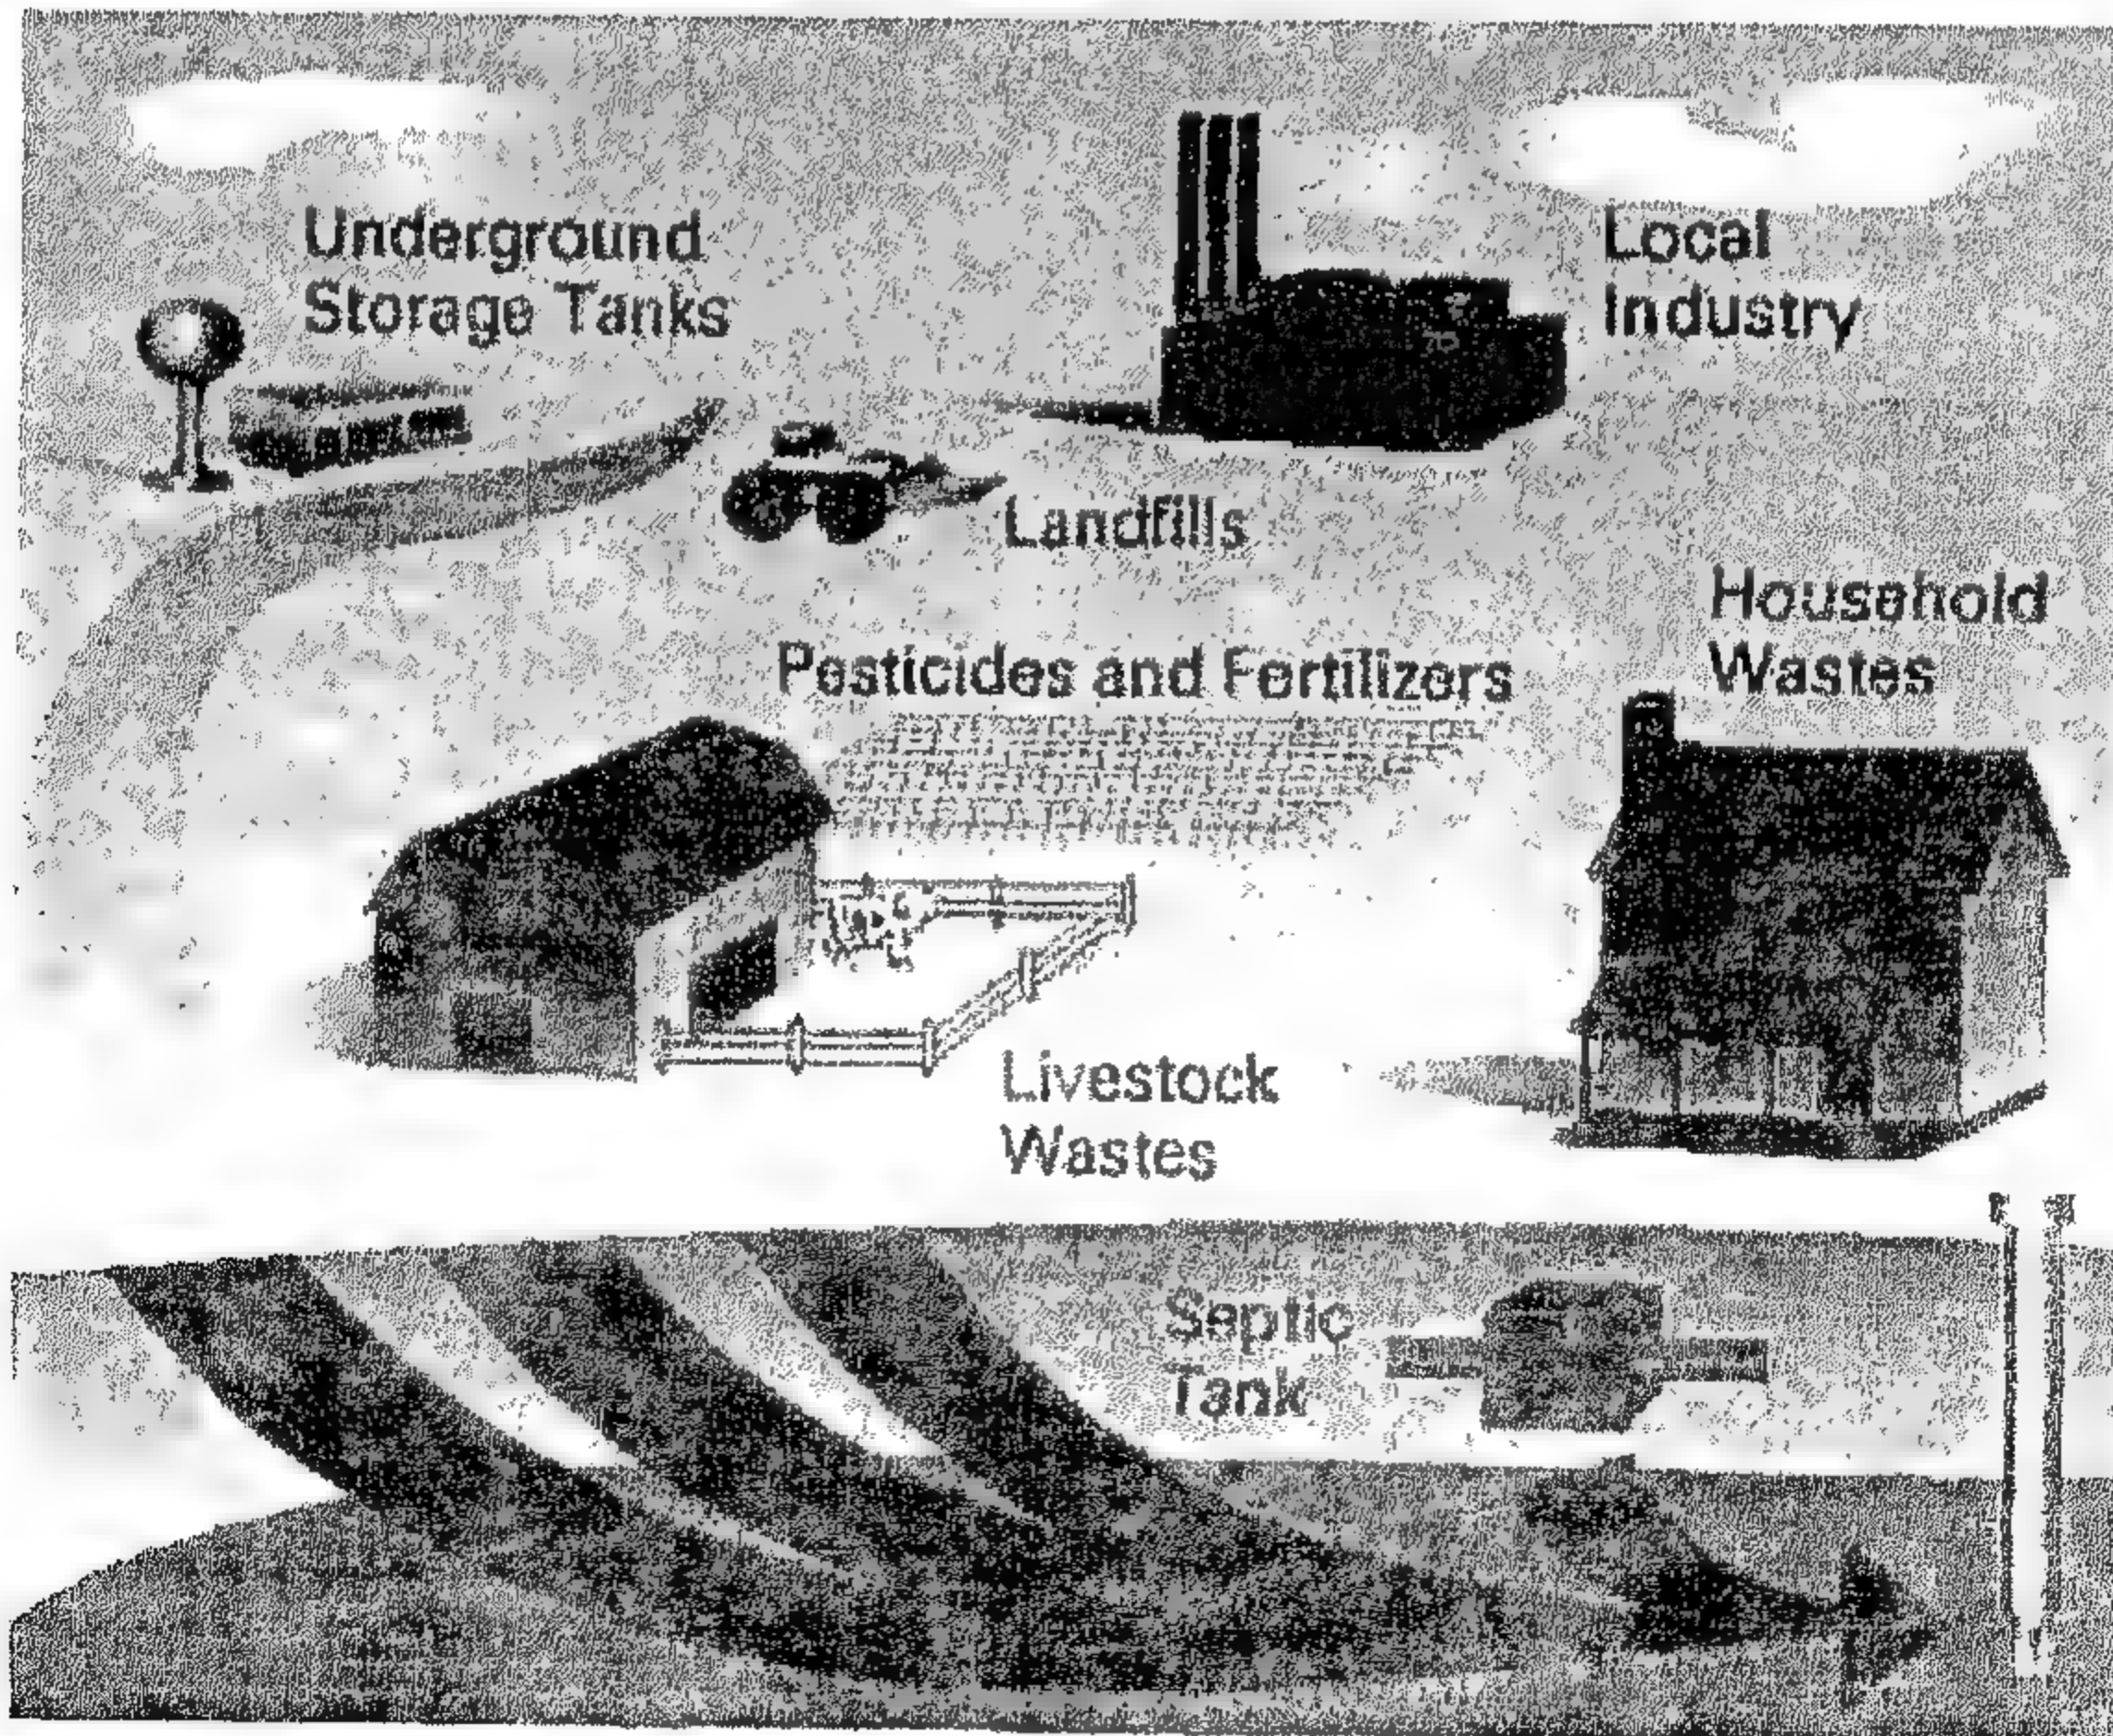 Underground
Storage Tanks
Local
Industry
Landfills
Household
Wastes
Pesticides and Fertilizers
Livestock
Wastes
Septic
Tank